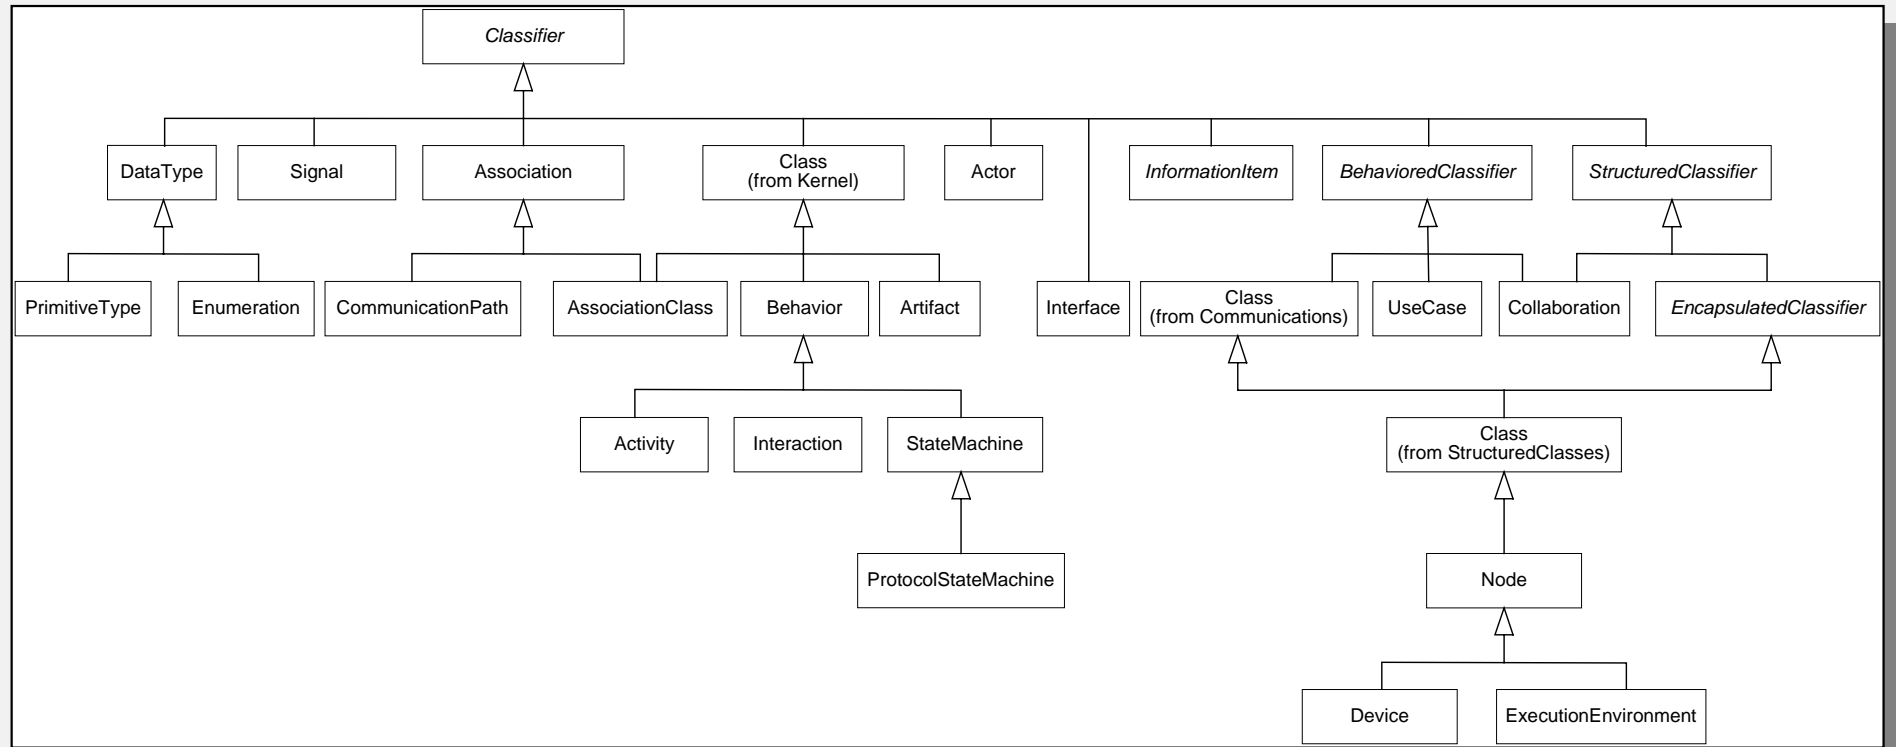 Classifier
DataType
Signal
Association
Class
(from Kernel)
Actor
InformationItem
BehavioredClassifier
StructuredClassifier
PrimitiveType
Enumeration
CommunicationPath
AssociationClass
Behavior
Artifact
Interface
Class
(from Communications)
UseCase
Collaboration
EncapsulatedClassifier
Activity
Interaction
StateMachine
Class
(from StructuredClasses)
ProtocolStateMachine
Node
Device
ExecutionEnvironment